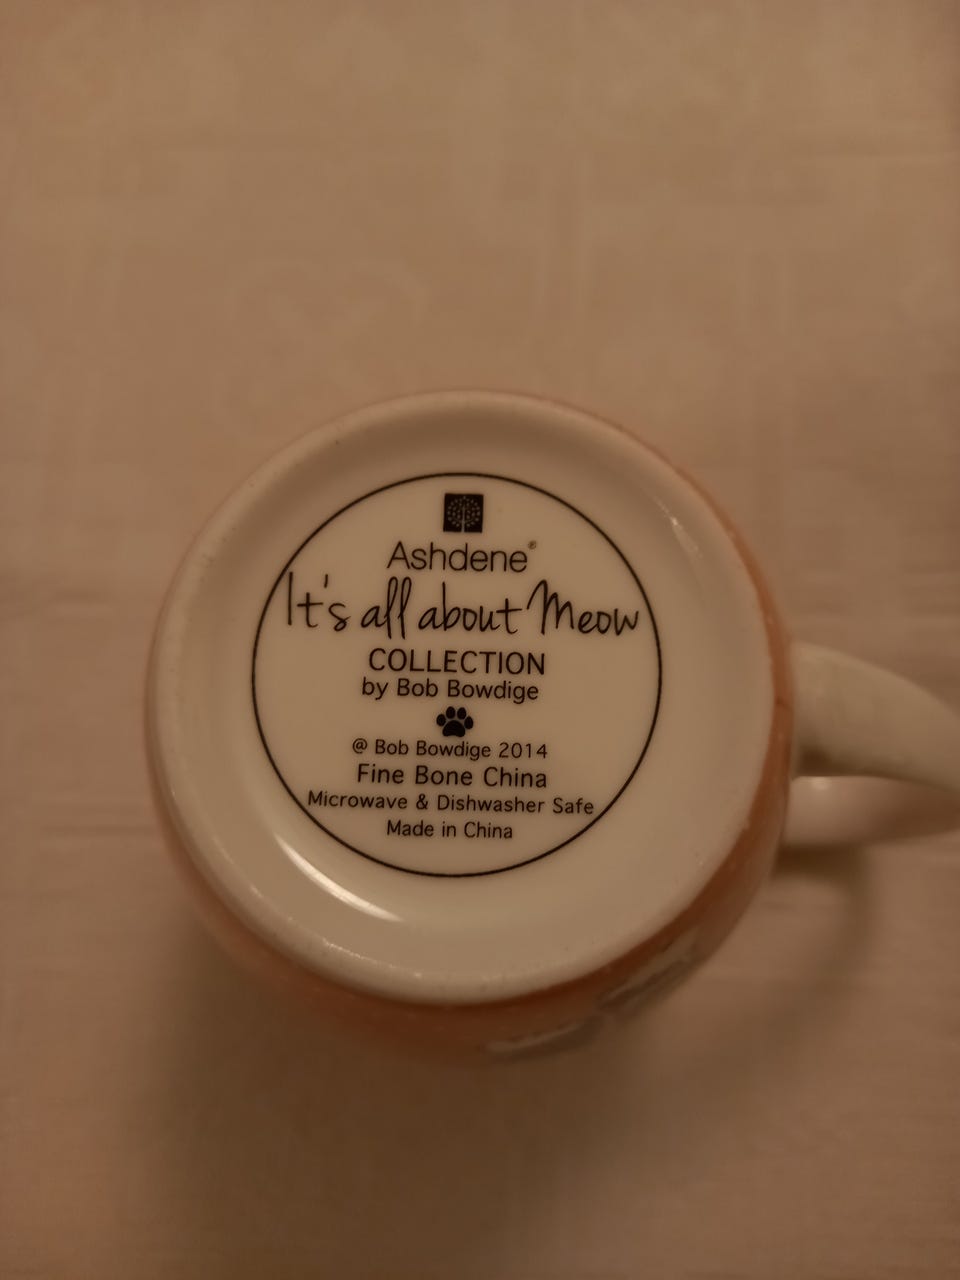 Ashdene®
It's all about Meow
COLLECTION
by Bob Bowdige
@ Bob Bowdige 2014
Fine Bone China
Microwave & Dishwasher Safe
Made in China